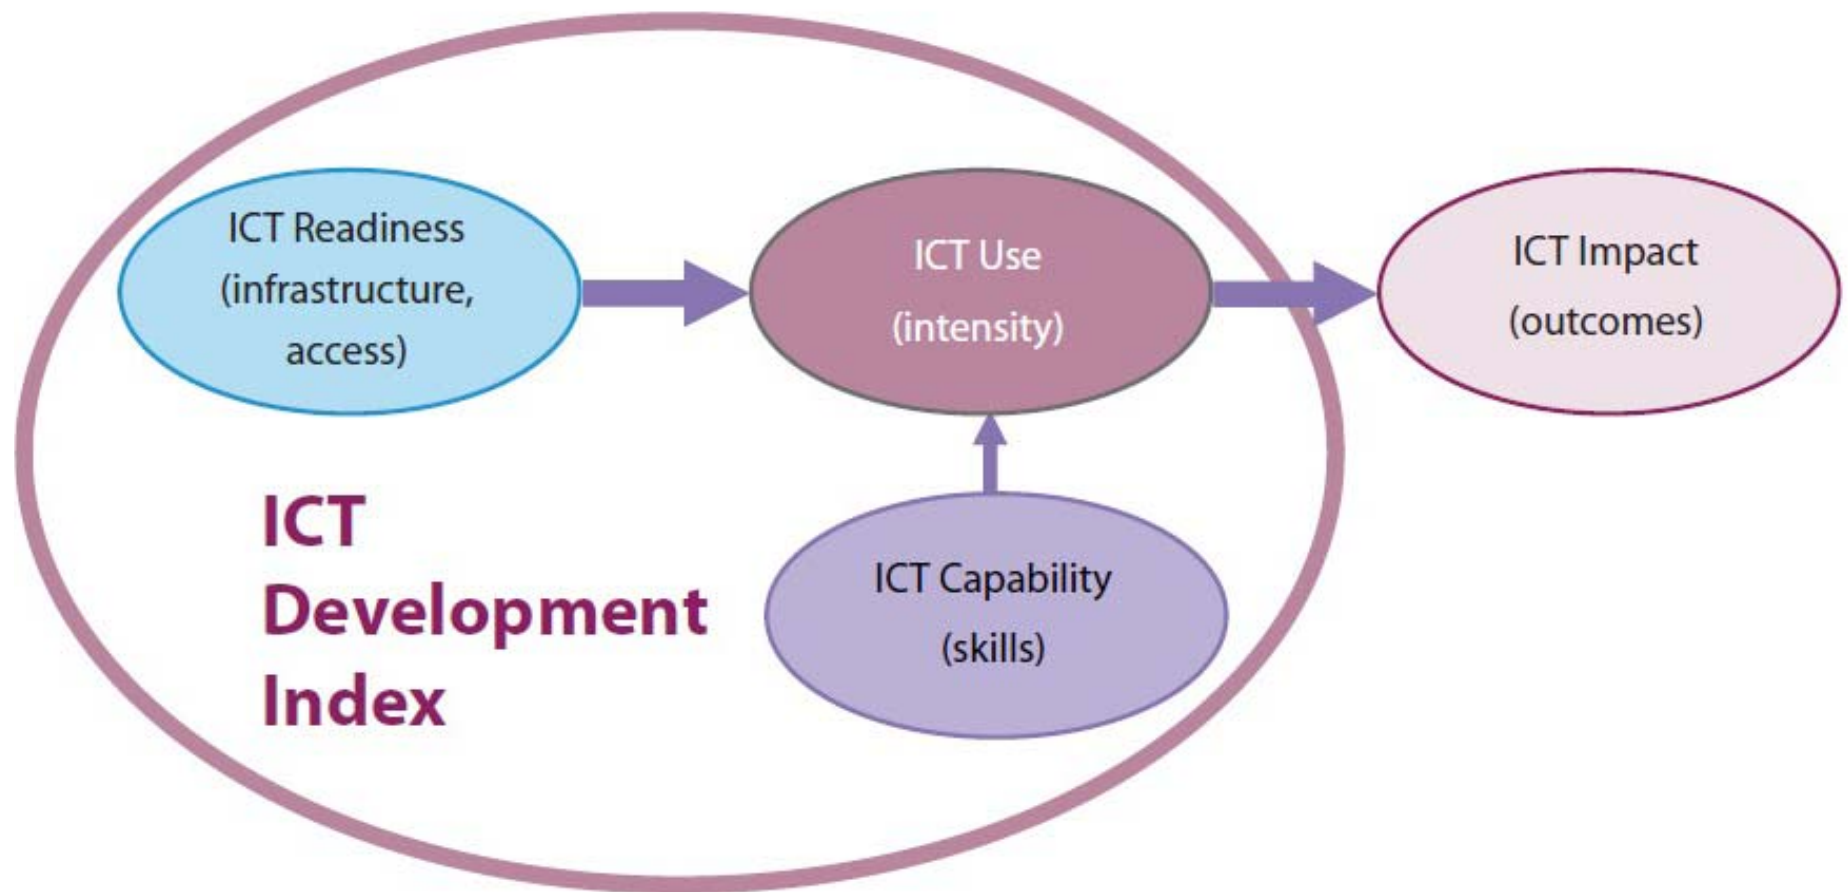 ICT Readiness
(infrastructure,
access)
ICT Use
(intensity)
ICT Impact
(outcomes)
ICT
Development
Index
ICT Capability
(skills)